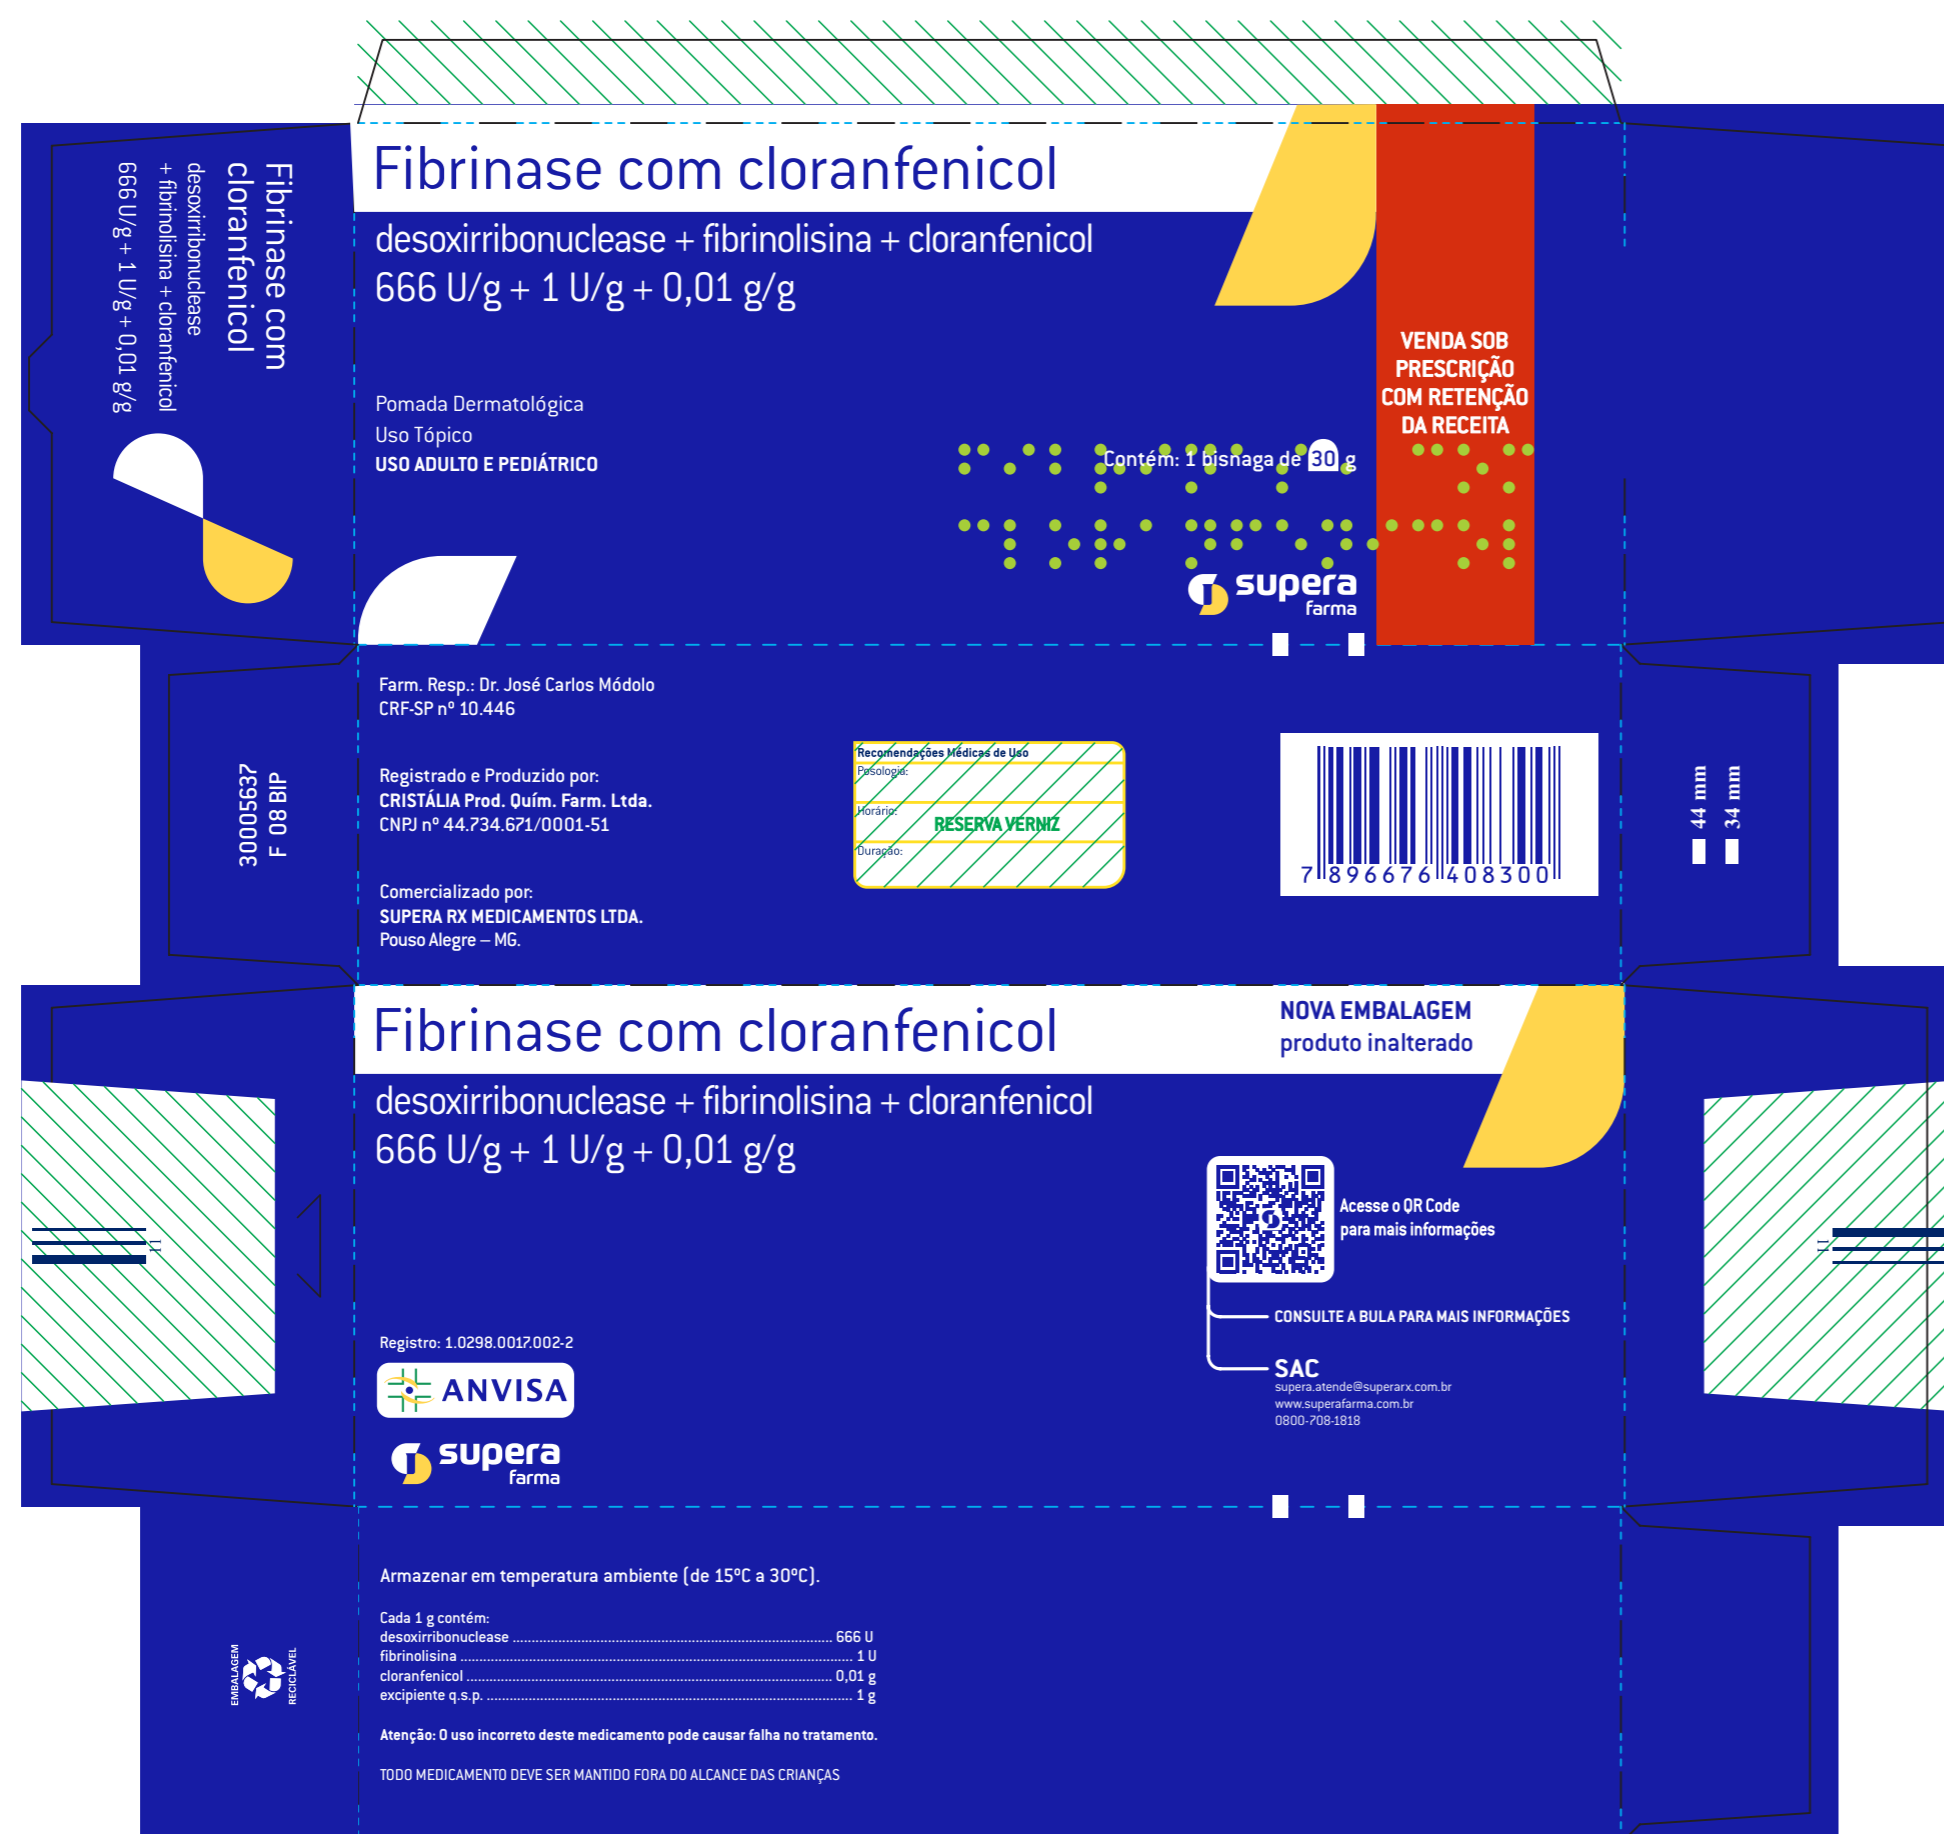 Fibrinase com
cloranfenicol
desoxirribonuclease
+ fibrinolisina + cloranfenicol
666 U/g + 1 U/g + 0,01 g/g
Fibrinase com cloranfenicol
desoxirribonuclease + fibrinolisina + cloranfenicol
666 U/g + 1 U/g + 0,01 g/g
Pomada Dermatológica
Uso Tópico
USO ADULTO E PEDIÁTRICO
VENDA SOB
PRESCRIÇÃO
COM RETENÇÃO
DA RECEITA
Contém: 1 bisnaga de 30 g
supera
farma
30005637
F 08 BIP
Farm. Resp.: Dr. José Carlos Módolo
CRF-SP nº 10.446
Registrado e Produzido por:
CRISTÁLIA Prod. Quím. Farm. Ltda.
CNPJ nº 44.734.671/0001-51
Comercializado por:
SUPERA RX MEDICAMENTOS LTDA.
Pouso Alegre – MG.
Recomendações Médicas de Uso
Posologia:
Horário:
RESERVA VERNIZ
Duração:
7 896676 408300
44 mm
34 mm
Fibrinase com cloranfenicol
NOVA EMBALAGEM
produto inalterado
desoxirribonuclease + fibrinolisina + cloranfenicol
666 U/g + 1 U/g + 0,01 g/g
11
11
Acesse o QR Code
para mais informações
CONSULTE A BULA PARA MAIS INFORMAÇÕES
SAC
supera.atende@superarx.com.br
www.superafarma.com.br
0800-708-1818
Registro: 1.0298.0017.002-2
ANVISA
supera
farma
EMBALAGEM
RECICLÁVEL
Armazenar em temperatura ambiente (de 15ºC a 30ºC).
Cada 1 g contém:
desoxirribonuclease ........ 666 U
fibrinolisina ........ 1 U
cloranfenicol ........ 0,01 g
excipiente q.s.p. ........ 1 g
Atenção: O uso incorreto deste medicamento pode causar falha no tratamento.
TODO MEDICAMENTO DEVE SER MANTIDO FORA DO ALCANCE DAS CRIANÇAS